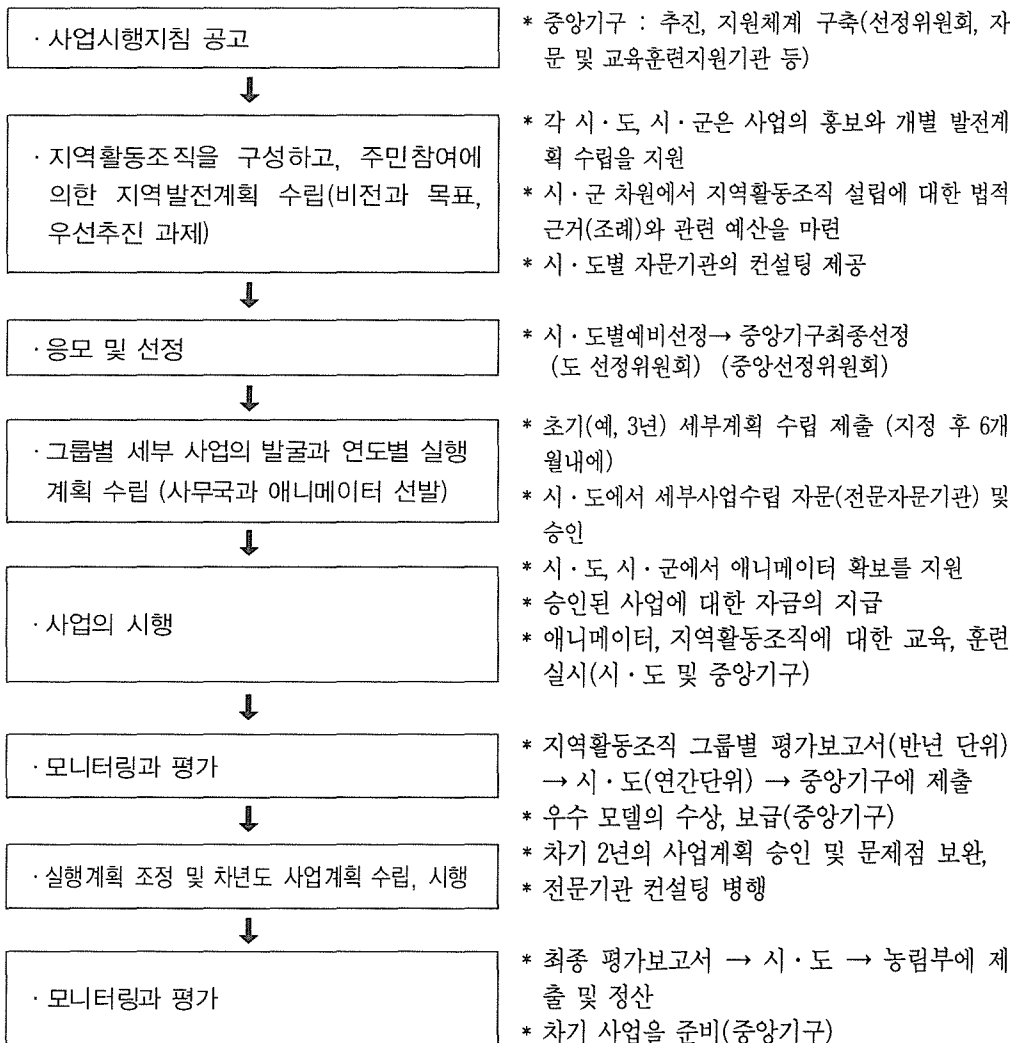 · 사업시행지침 공고
* 중앙기구 : 추진, 지원체계 구축(선정위원회, 자
문 및 교육훈련지원기관 등)
⬇
· 지역활동조직을 구성하고, 주민참여에
의한 지역발전계획 수립(비전과 목표,
우선추진 과제)
* 각 시 · 도, 시 · 군은 사업의 홍보와 개별 발전계
획 수립을 지원
* 시 · 군 차원에서 지역활동조직 설립에 대한 법적
근거(조례)와 관련 예산을 마련
* 시 · 도별 자문기관의 컨설팅 제공
⬇
· 응모 및 선정
* 시 · 도별예비선정→ 중앙기구최종선정
(도 선정위원회) (중앙선정위원회)
⬇
· 그룹별 세부 사업의 발굴과 연도별 실행
계획 수립 (사무국과 애니메이터 선발)
* 초기(예, 3년) 세부계획 수립 제출 (지정 후 6개
월내에)
* 시 · 도에서 세부사업수립 자문(전문자문기관) 및
승인
⬇
· 사업의 시행
* 시 · 도, 시 · 군에서 애니메이터 확보를 지원
* 승인된 사업에 대한 자금의 지급
* 애니메이터, 지역활동조직에 대한 교육, 훈련
실시(시 · 도 및 중앙기구)
⬇
· 모니터링과 평가
* 지역활동조직 그룹별 평가보고서(반년 단위)
→ 시 · 도(연간단위) → 중앙기구에 제출
* 우수 모델의 수상, 보급(중앙기구)
⬇
· 실행계획 조정 및 차년도 사업계획 수립, 시행
* 차기 2년의 사업계획 승인 및 문제점 보완,
* 전문기관 컨설팅 병행
⬇
· 모니터링과 평가
* 최종 평가보고서 → 시 · 도 → 농림부에 제
출 및 정산
* 차기 사업을 준비(중앙기구)